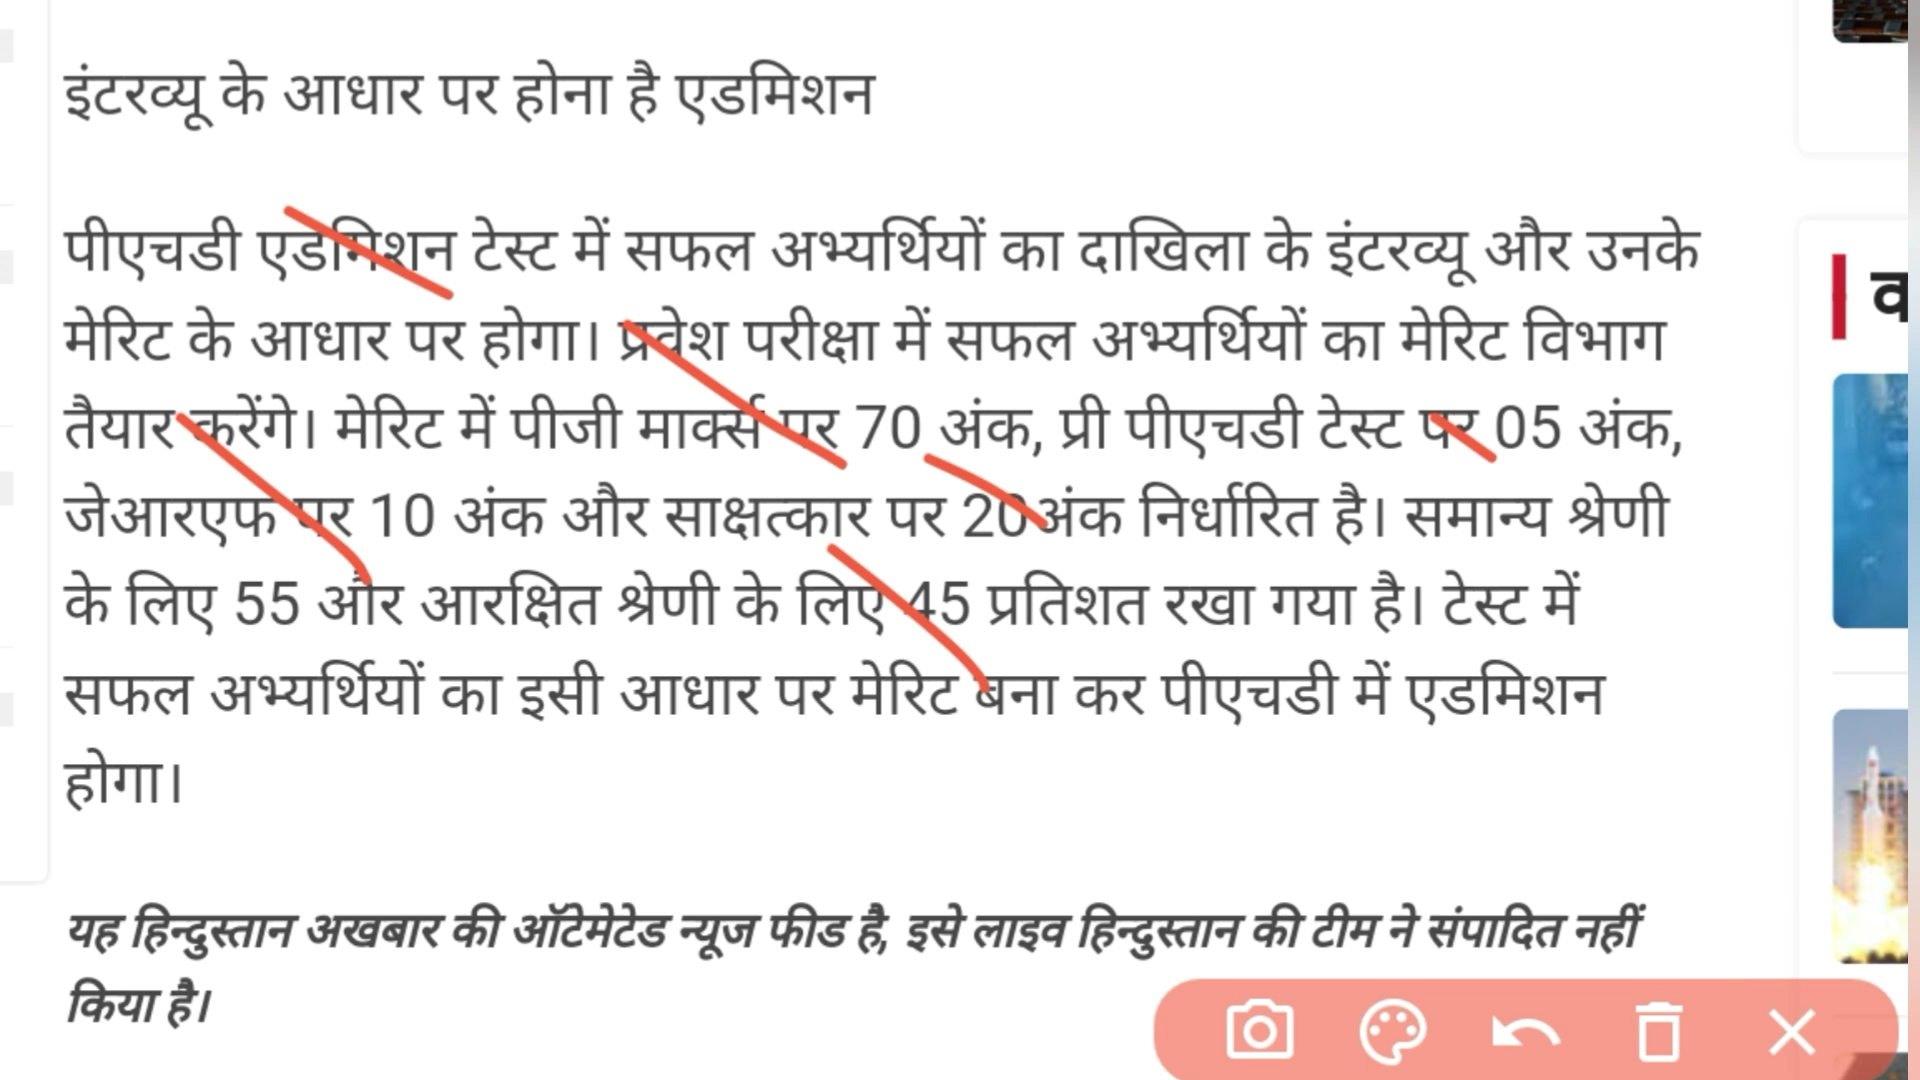 इंटरव्यू के आधार पर होना है एडमिशन
पीएचडी एडमिशन टेस्ट में सफल अभ्यर्थियों का दाखिला के इंटरव्यू और उनके
मेरिट के आधार पर होगा। प्रवेश परीक्षा में सफल अभ्यर्थियों का मेरिट विभाग
तैयार करेंगे। मेरिट में पीजी मार्क्स पर 70 अंक, प्री पीएचडी टेस्ट पर 05 अंक,
जेआरएफ पर 10 अंक और साक्षत्कार पर 20अंक निर्धारित है। समान्य श्रेणी
के लिए 55 और आरक्षित श्रेणी के लिए 45 प्रतिशत रखा गया है। टेस्ट में
सफल अभ्यर्थियों का इसी आधार पर मेरिट बना कर पीएचडी में एडमिशन
होगा।
यह हिन्दुस्तान अखबार की ऑटेमेटेड न्यूज फीड है, इसे लाइव हिन्दुस्तान की टीम ने संपादित नहीं
किया है।